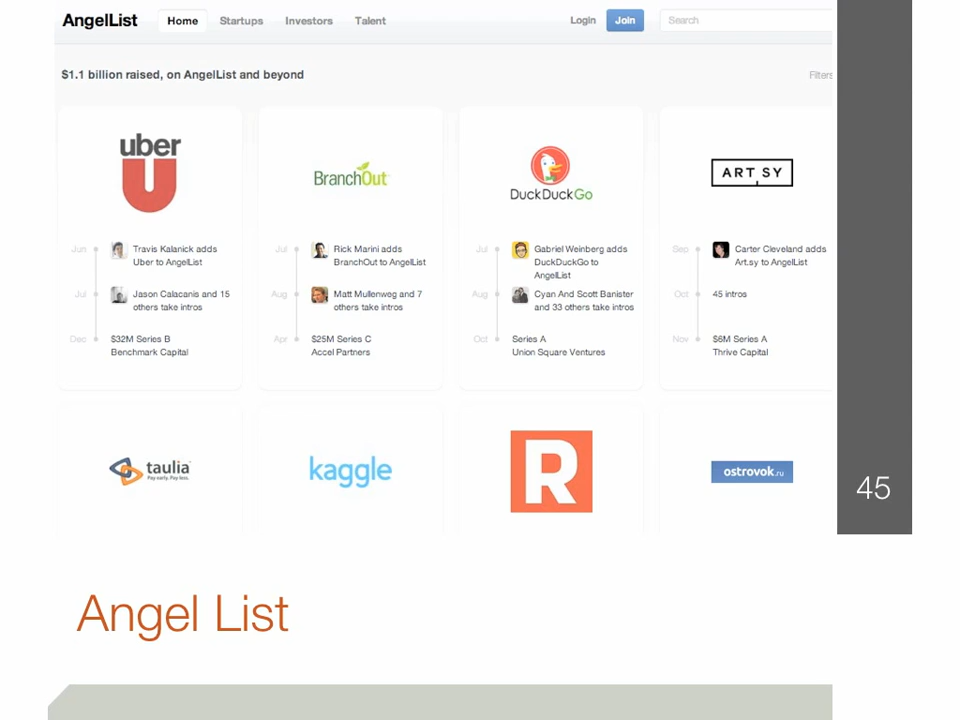 AngelList Home Startups Investors Talent Login Join Search
$1.1 billion raised, on AngelList and beyond Filters
uber
U
BranchOut
DuckDuckGo
ART SY
Jun Travis Kalanick adds
Uber to AngelList
Jul Jason Calacanis and 15
others take intros
Dec $32M Series B
Benchmark Capital
Jul Rick Marini adds
BranchOut to AngelList
Aug Matt Mullenweg and 7
others take intros
Apr $25M Series C
Accel Partners
Jul Gabriel Weinberg adds
DuckDuckGo to
AngelList
Aug Cyan And Scott Banister
and 33 others take intros
Oct Series A
Union Square Ventures
Sep Carter Cleveland adds
Art.sy to AngelList
Oct 45 intros
Nov $6M Series A
Thrive Capital
taulia
Pay early. Pay less.
kaggle
R
ostrovok.ru
45
Angel List